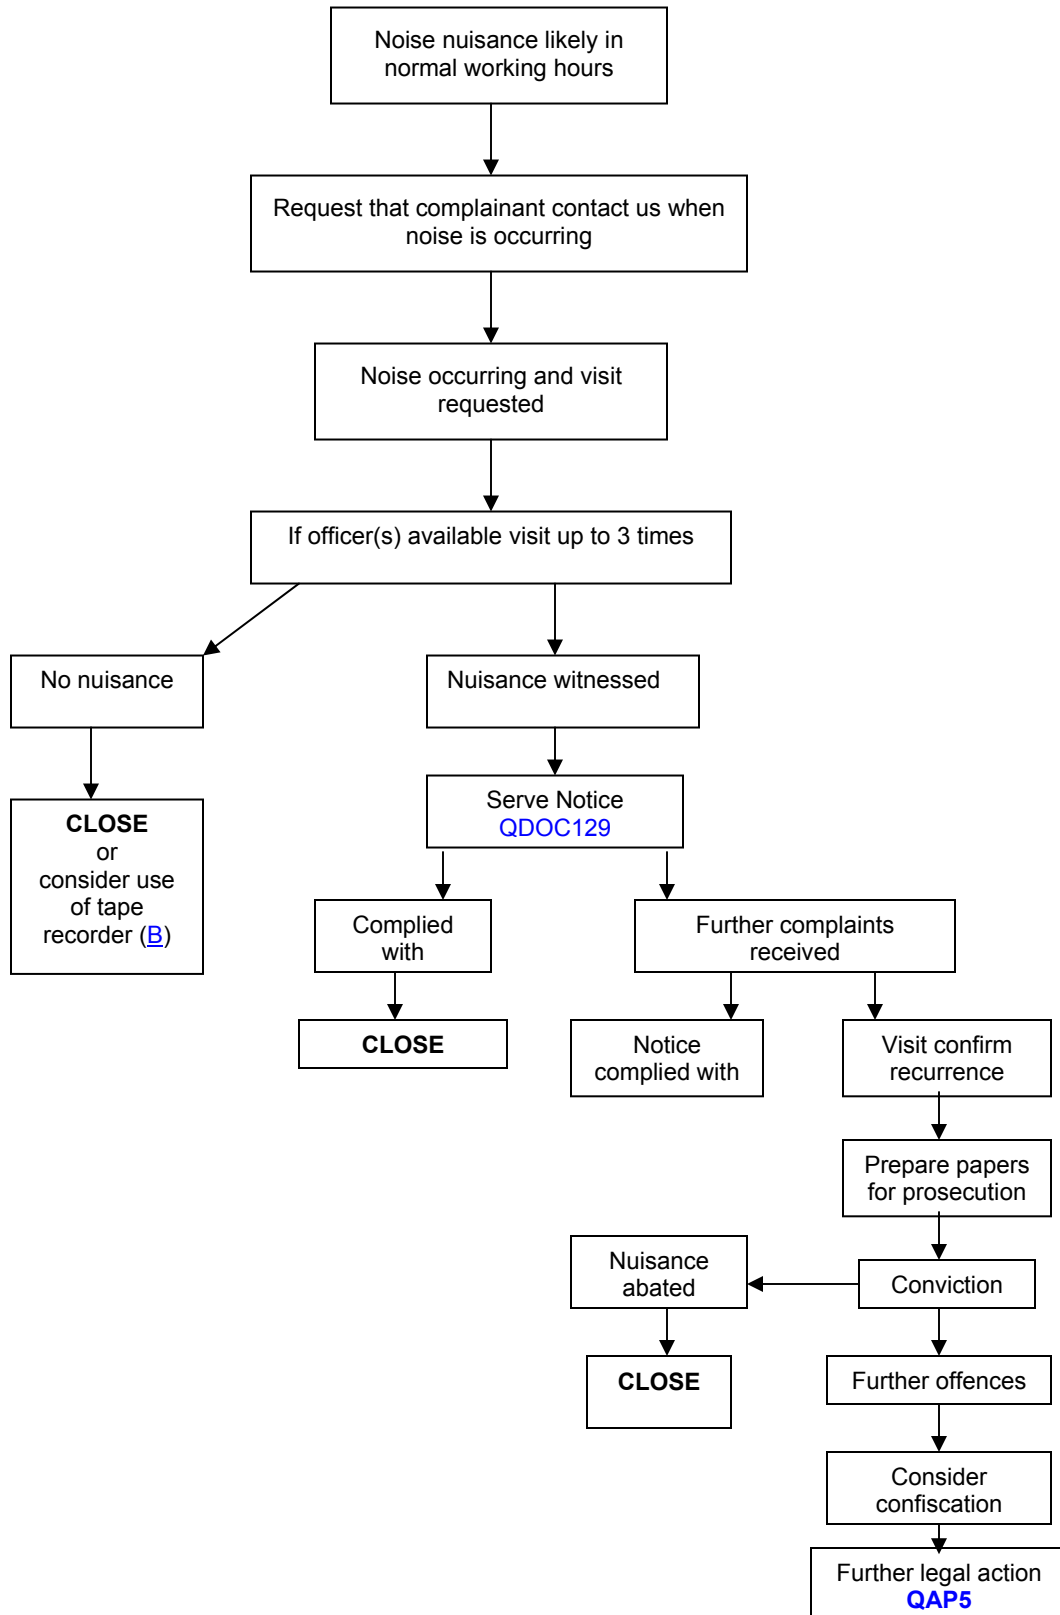 Noise nuisance likely in
normal working hours
Request that complainant contact us when
noise is occurring
Noise occurring and visit
requested
If officer(s) available visit up to 3 times
No nuisance
Nuisance witnessed
CLOSE
or
consider use
of tape
recorder (B)
Serve Notice
QDOC129
Complied
with
Further complaints
received
CLOSE
Notice
complied with
Visit confirm
recurrence
Prepare papers
for prosecution
Nuisance
abated
Conviction
CLOSE
Further offences
Consider
confiscation
Further legal action
QAP5